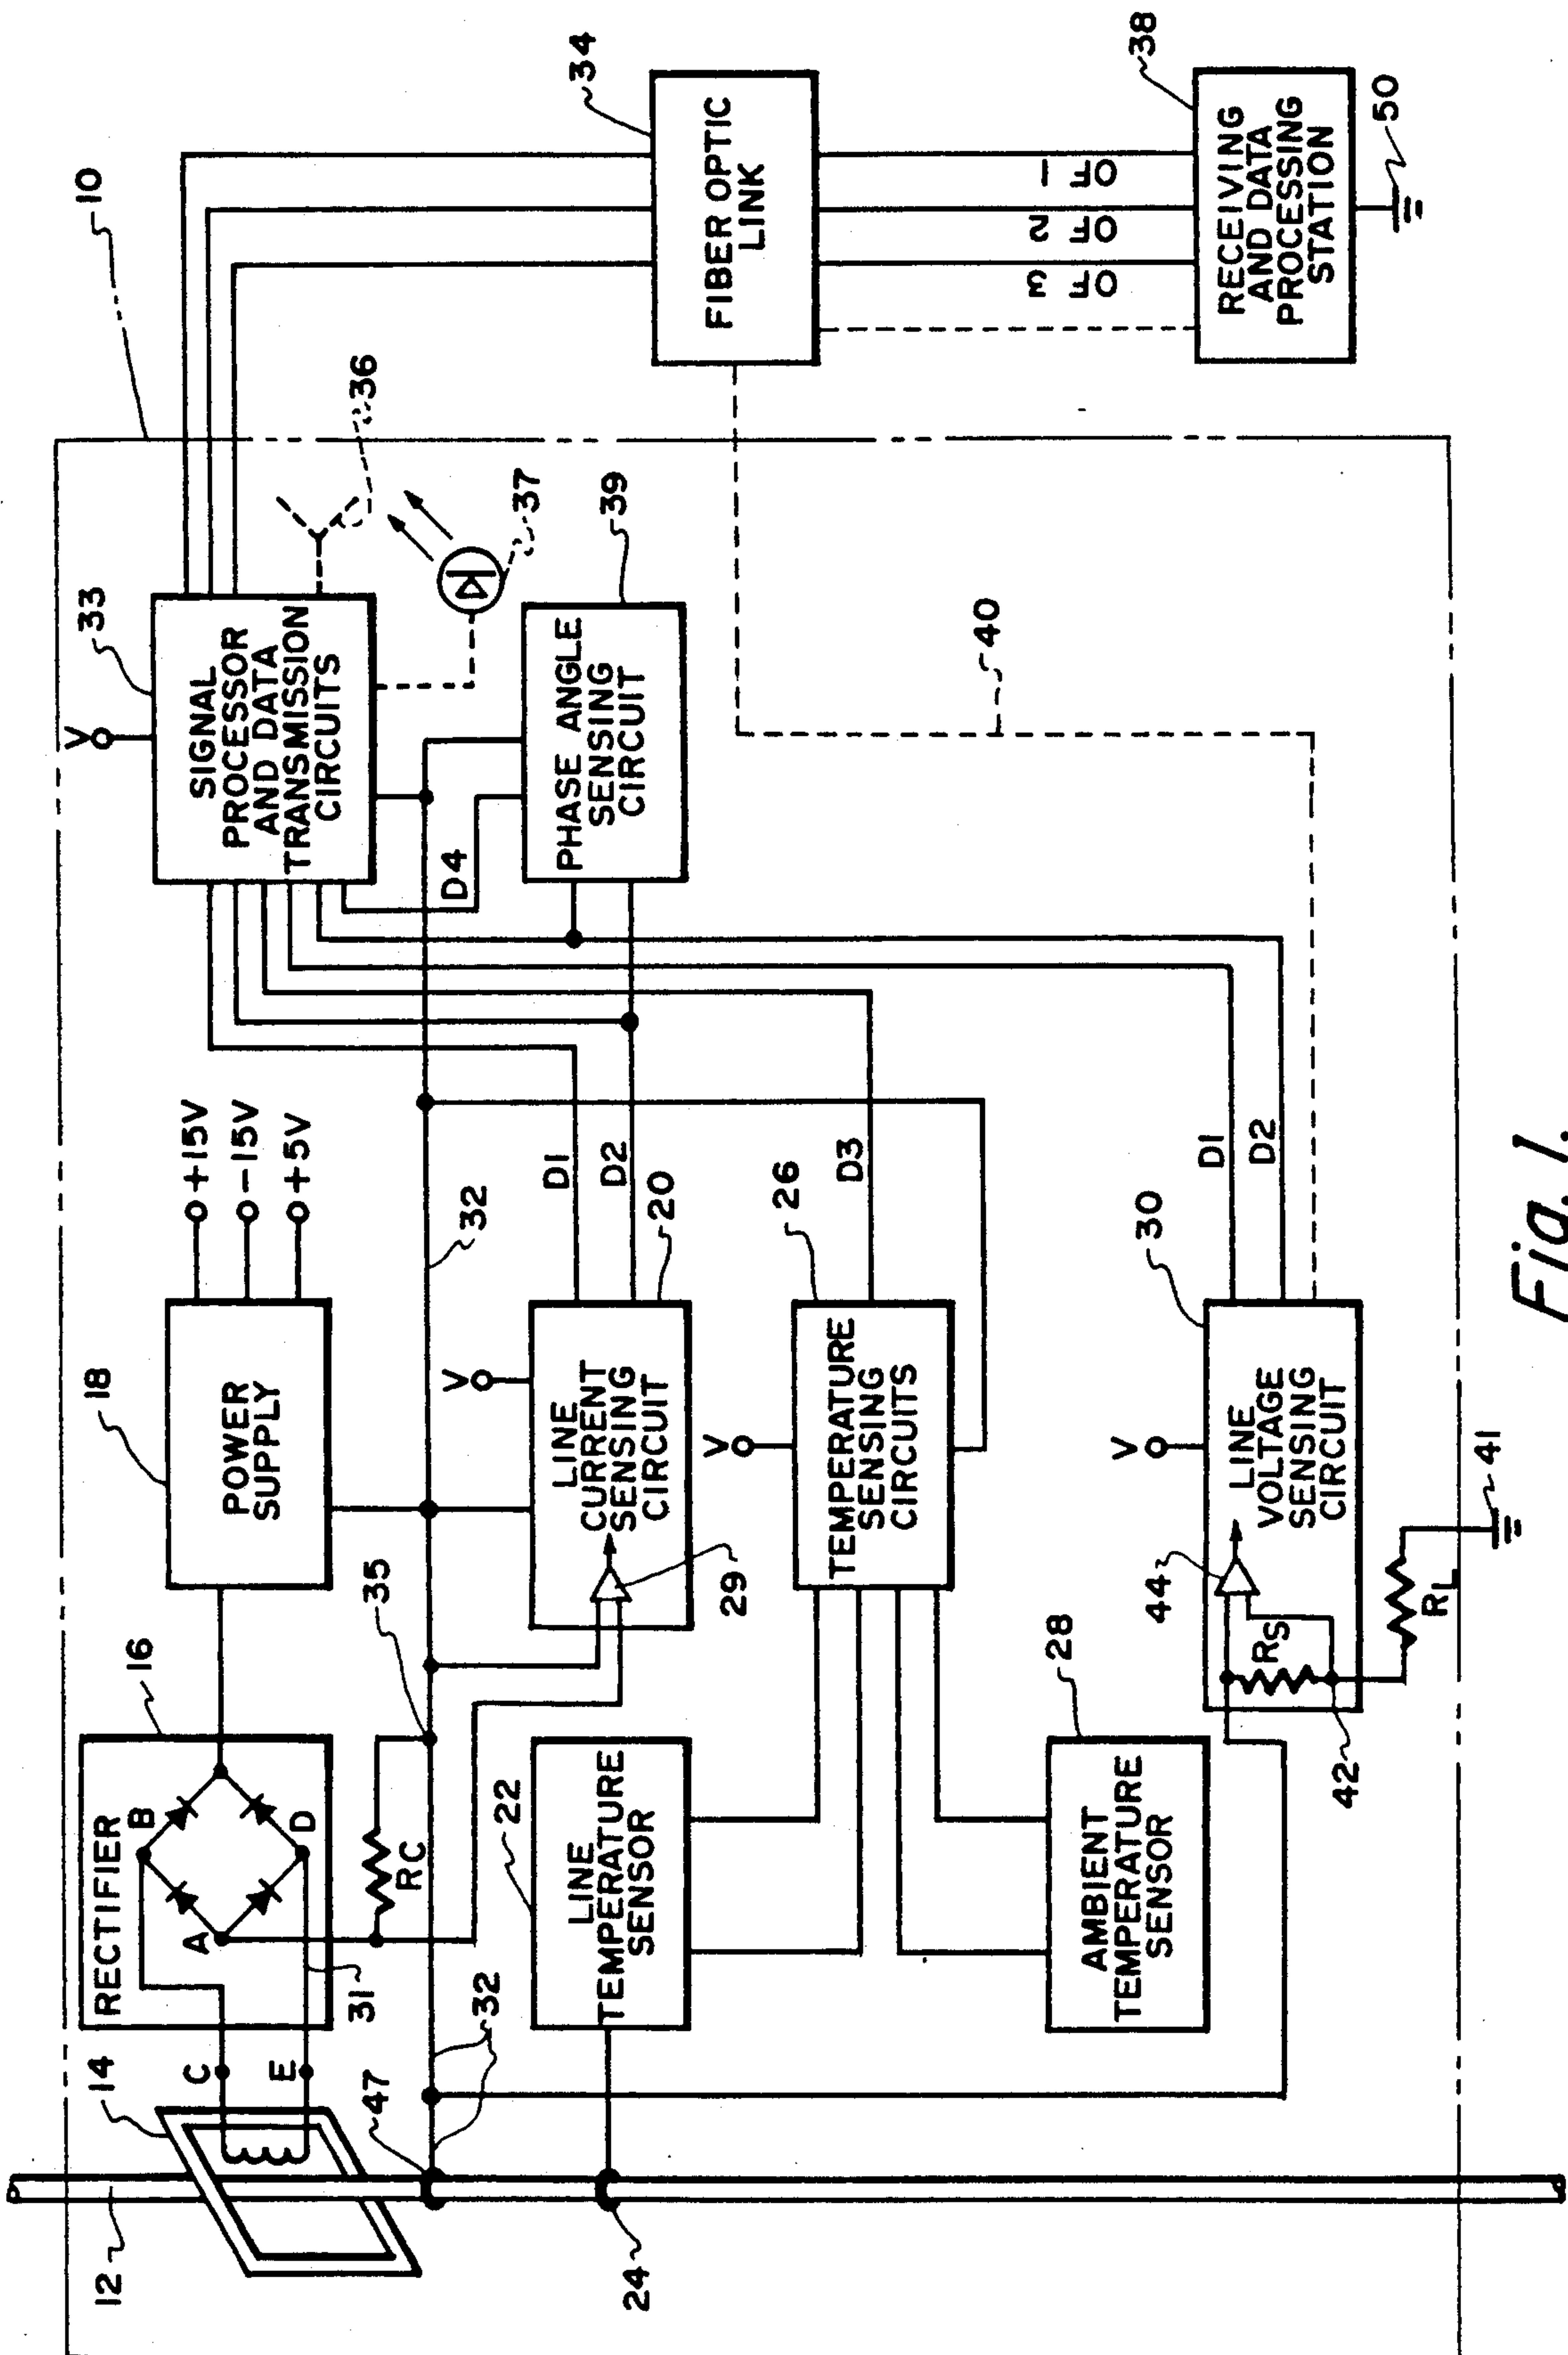 10
12
14
C
E
RECTIFIER
16
A
B
D
31
RC
35
18
POWER
SUPPLY
+15V
-15V
+5V
V
33
SIGNAL
PROCESSOR
AND DATA
TRANSMISSION
CIRCUITS
36
37
34
FIBER OPTIC
LINK
47
32
32
V
LINE
CURRENT
SENSING
CIRCUIT
29
20
D1
D2
D4
39
PHASE ANGLE
SENSING
CIRCUIT
24
22
LINE
TEMPERATURE
SENSOR
V
26
TEMPERATURE
SENSING
CIRCUITS
D3
40
OF 1
OF 2
OF 3
28
AMBIENT
TEMPERATURE
SENSOR
V
30
44
LINE
VOLTAGE
SENSING
CIRCUIT
RS
42
RL
41
D1
D2
38
RECEIVING
AND DATA
PROCESSING
STATION
50
Fig. 1.